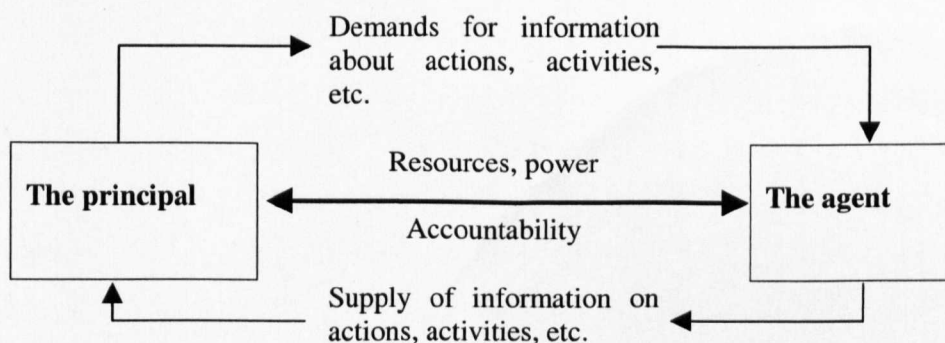 Demands for information
about actions, activities,
etc.
The principal
Resources, power
Accountability
The agent
Supply of information on
actions, activities, etc.